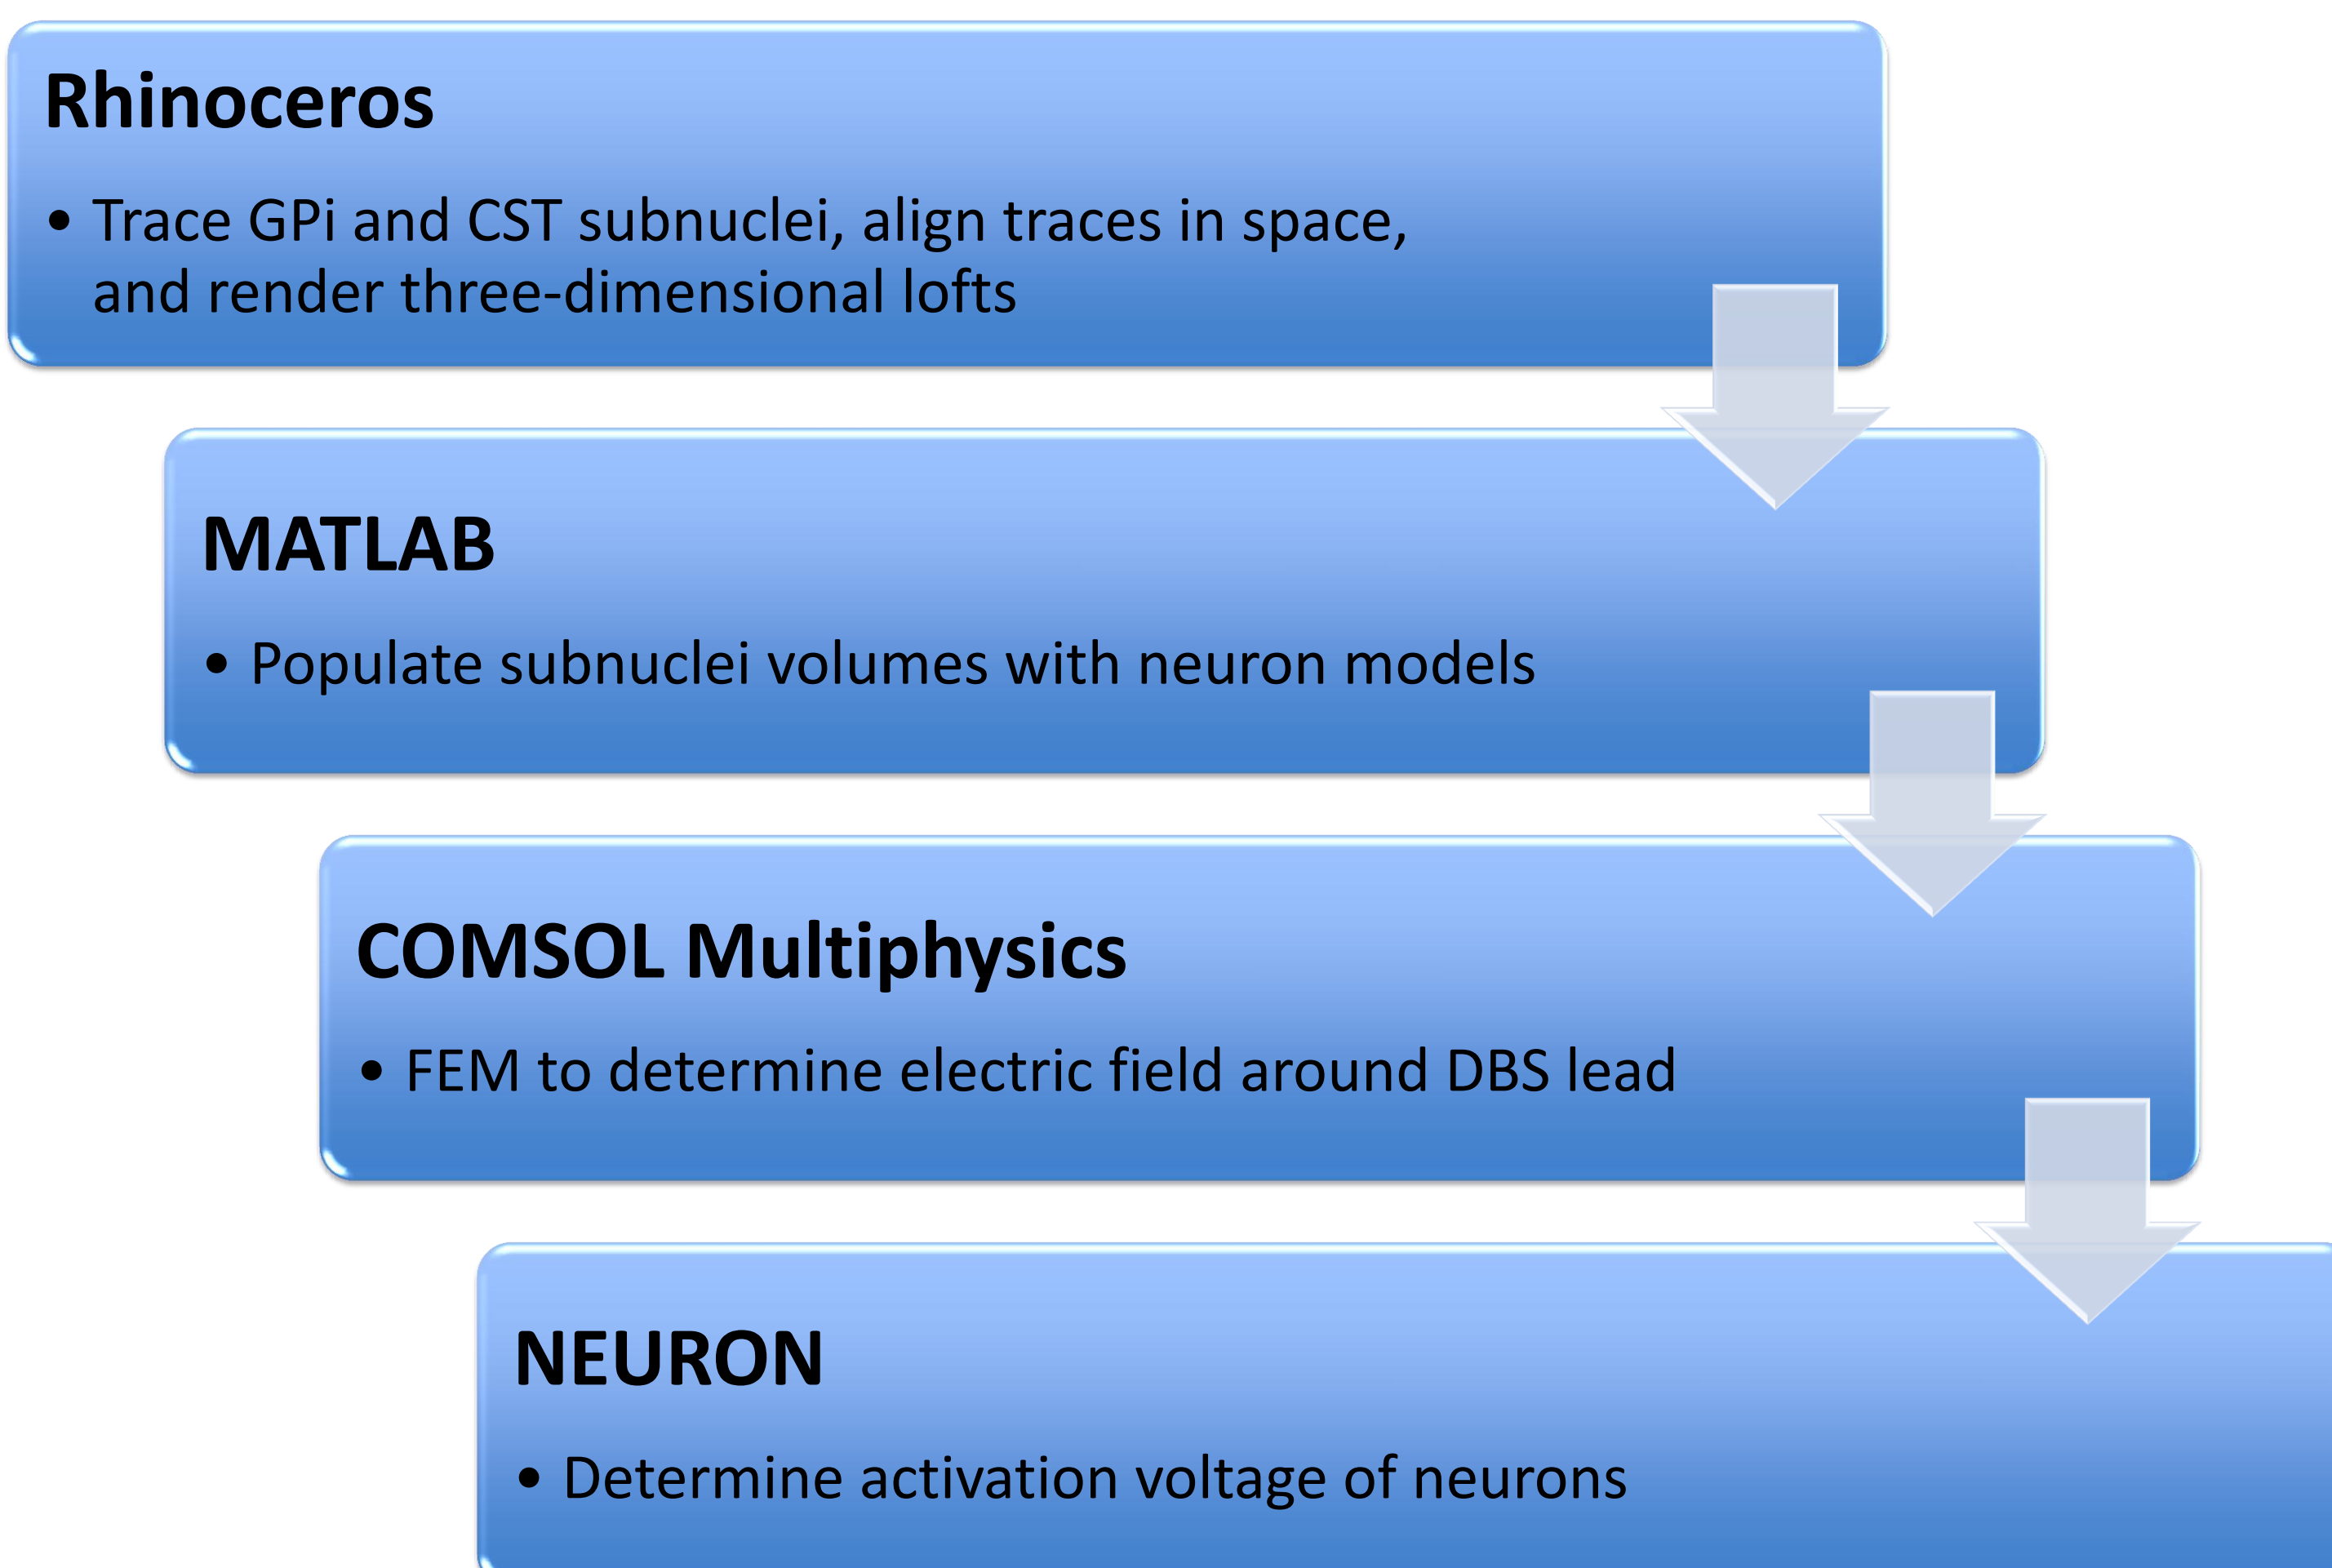 Rhinoceros
• Trace GPi and CST subnuclei, align traces in space,
and render three-dimensional lofts
MATLAB
• Populate subnuclei volumes with neuron models
COMSOL Multiphysics
• FEM to determine electric field around DBS lead
NEURON
• Determine activation voltage of neurons